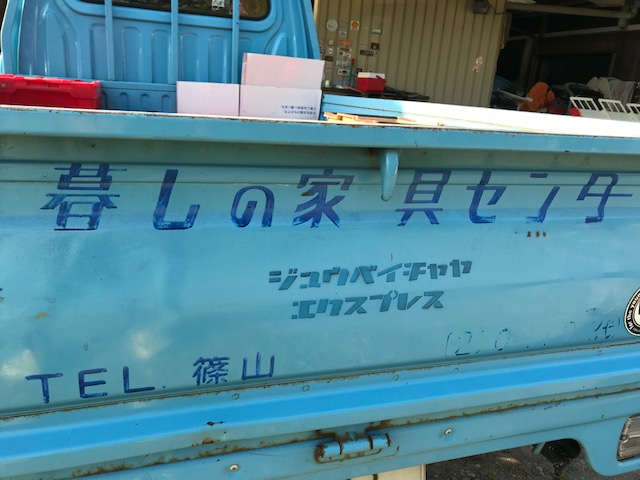 暮しの家具センター
ジュウベイチャヤ
エクスプレス
TEL. 篠山